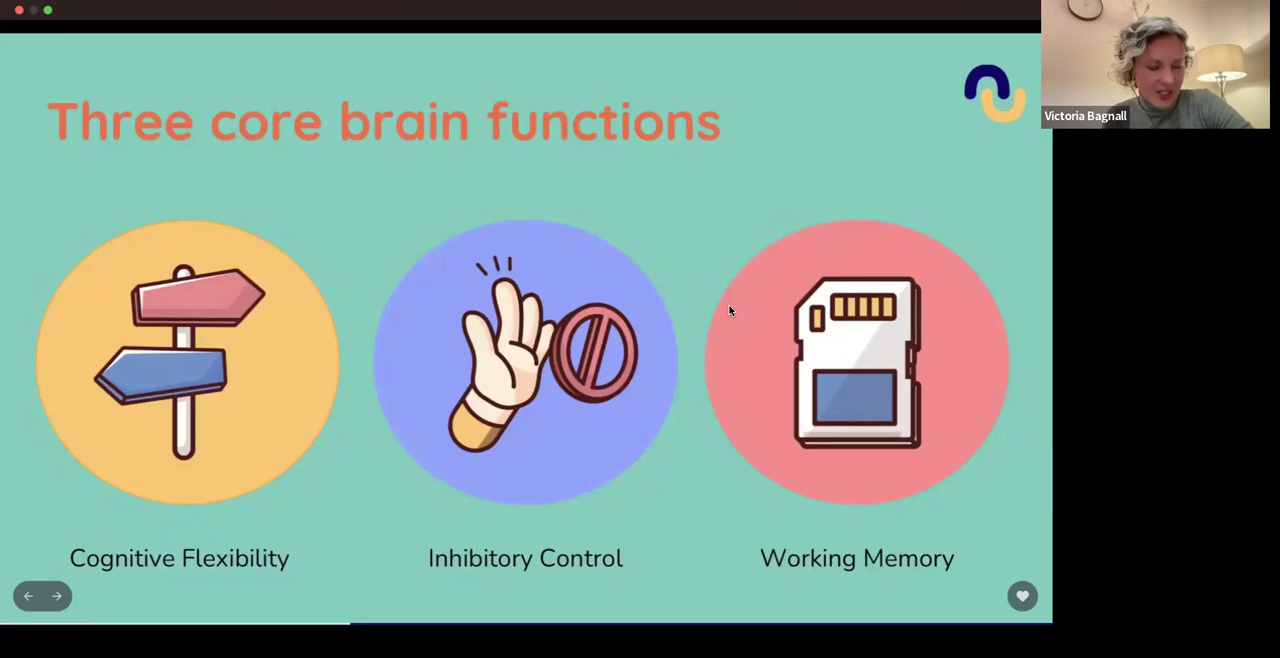 Three core brain functions
Victoria Bagnall
Cognitive Flexibility
Inhibitory Control
Working Memory